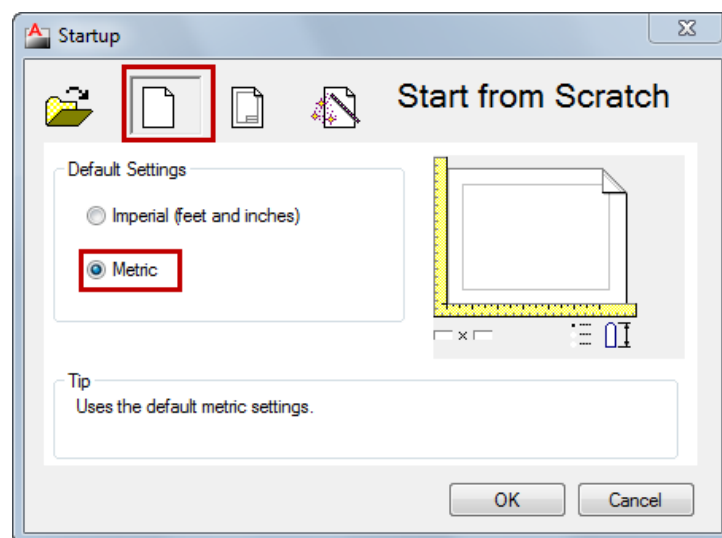 Startup
Start from Scratch
Default Settings
Imperial (feet and inches)
Metric
Tip
Uses the default metric settings.
OK
Cancel